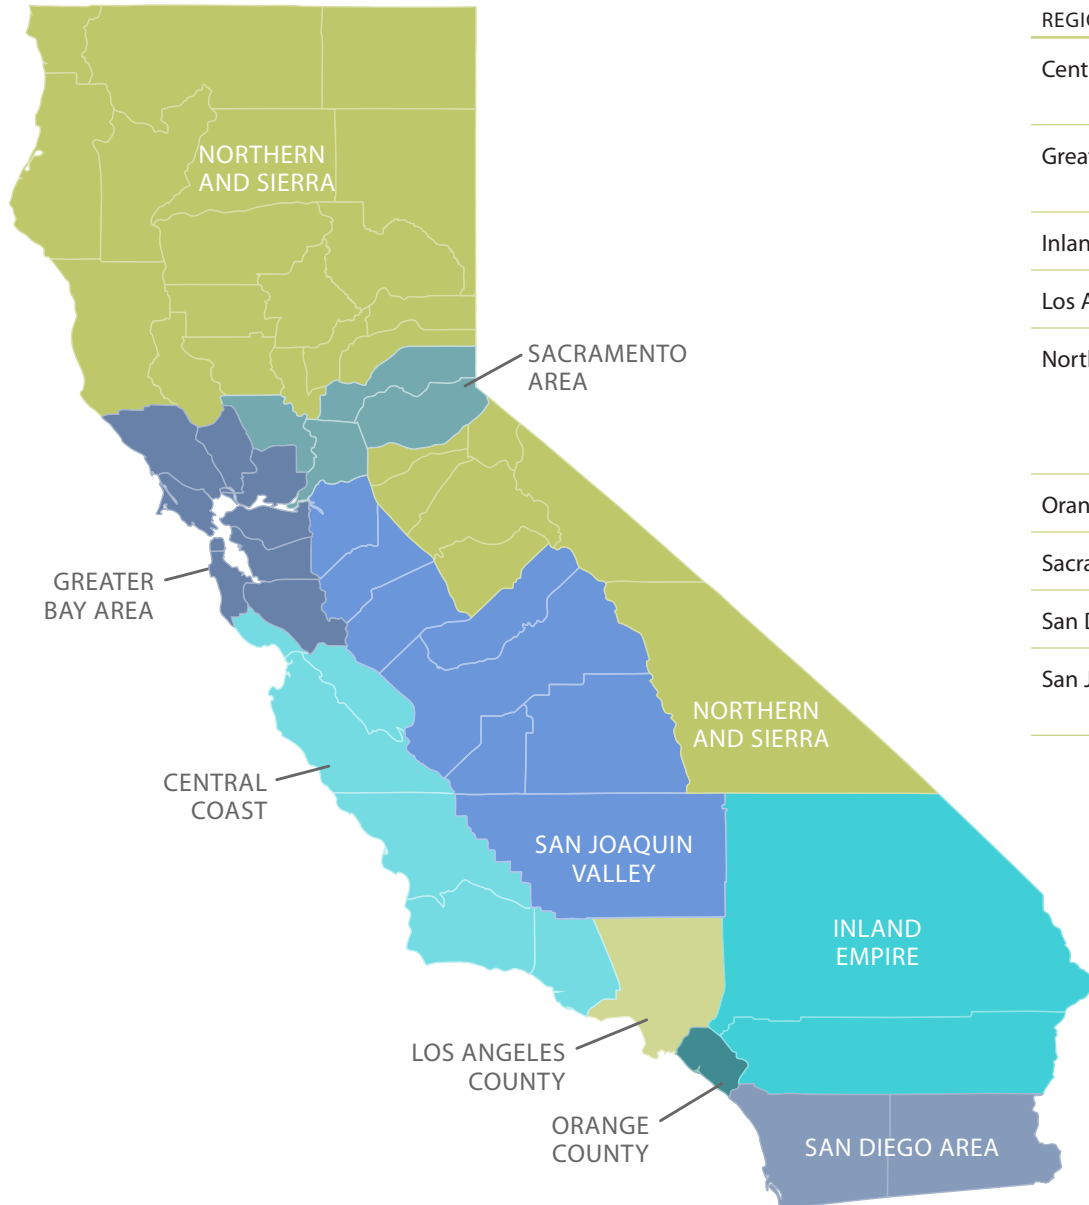 NORTHERN
AND SIERRA
SACRAMENTO
AREA
GREATER
BAY AREA
NORTHERN
AND SIERRA
CENTRAL
COAST
SAN JOAQUIN
VALLEY
INLAND
EMPIRE
LOS ANGELES
COUNTY
ORANGE
COUNTY
SAN DIEGO AREA
REGI
Cent
Grea
Inlan
Los A
North
Oran
Sacra
San D
San J